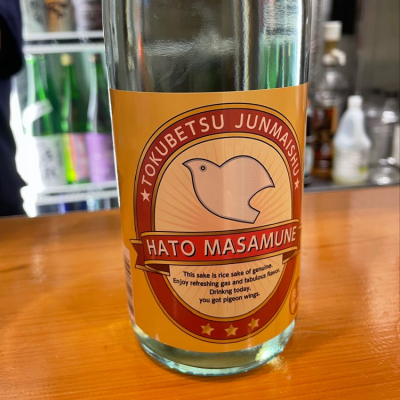 ★TOKUBETSU JUNMAISHU★
HATO MASAMUNE
This sake is rice sake of genuine.
Enjoy refreshing gas and fabulous flavor.
Drinkng today,
you got pigeon wings.